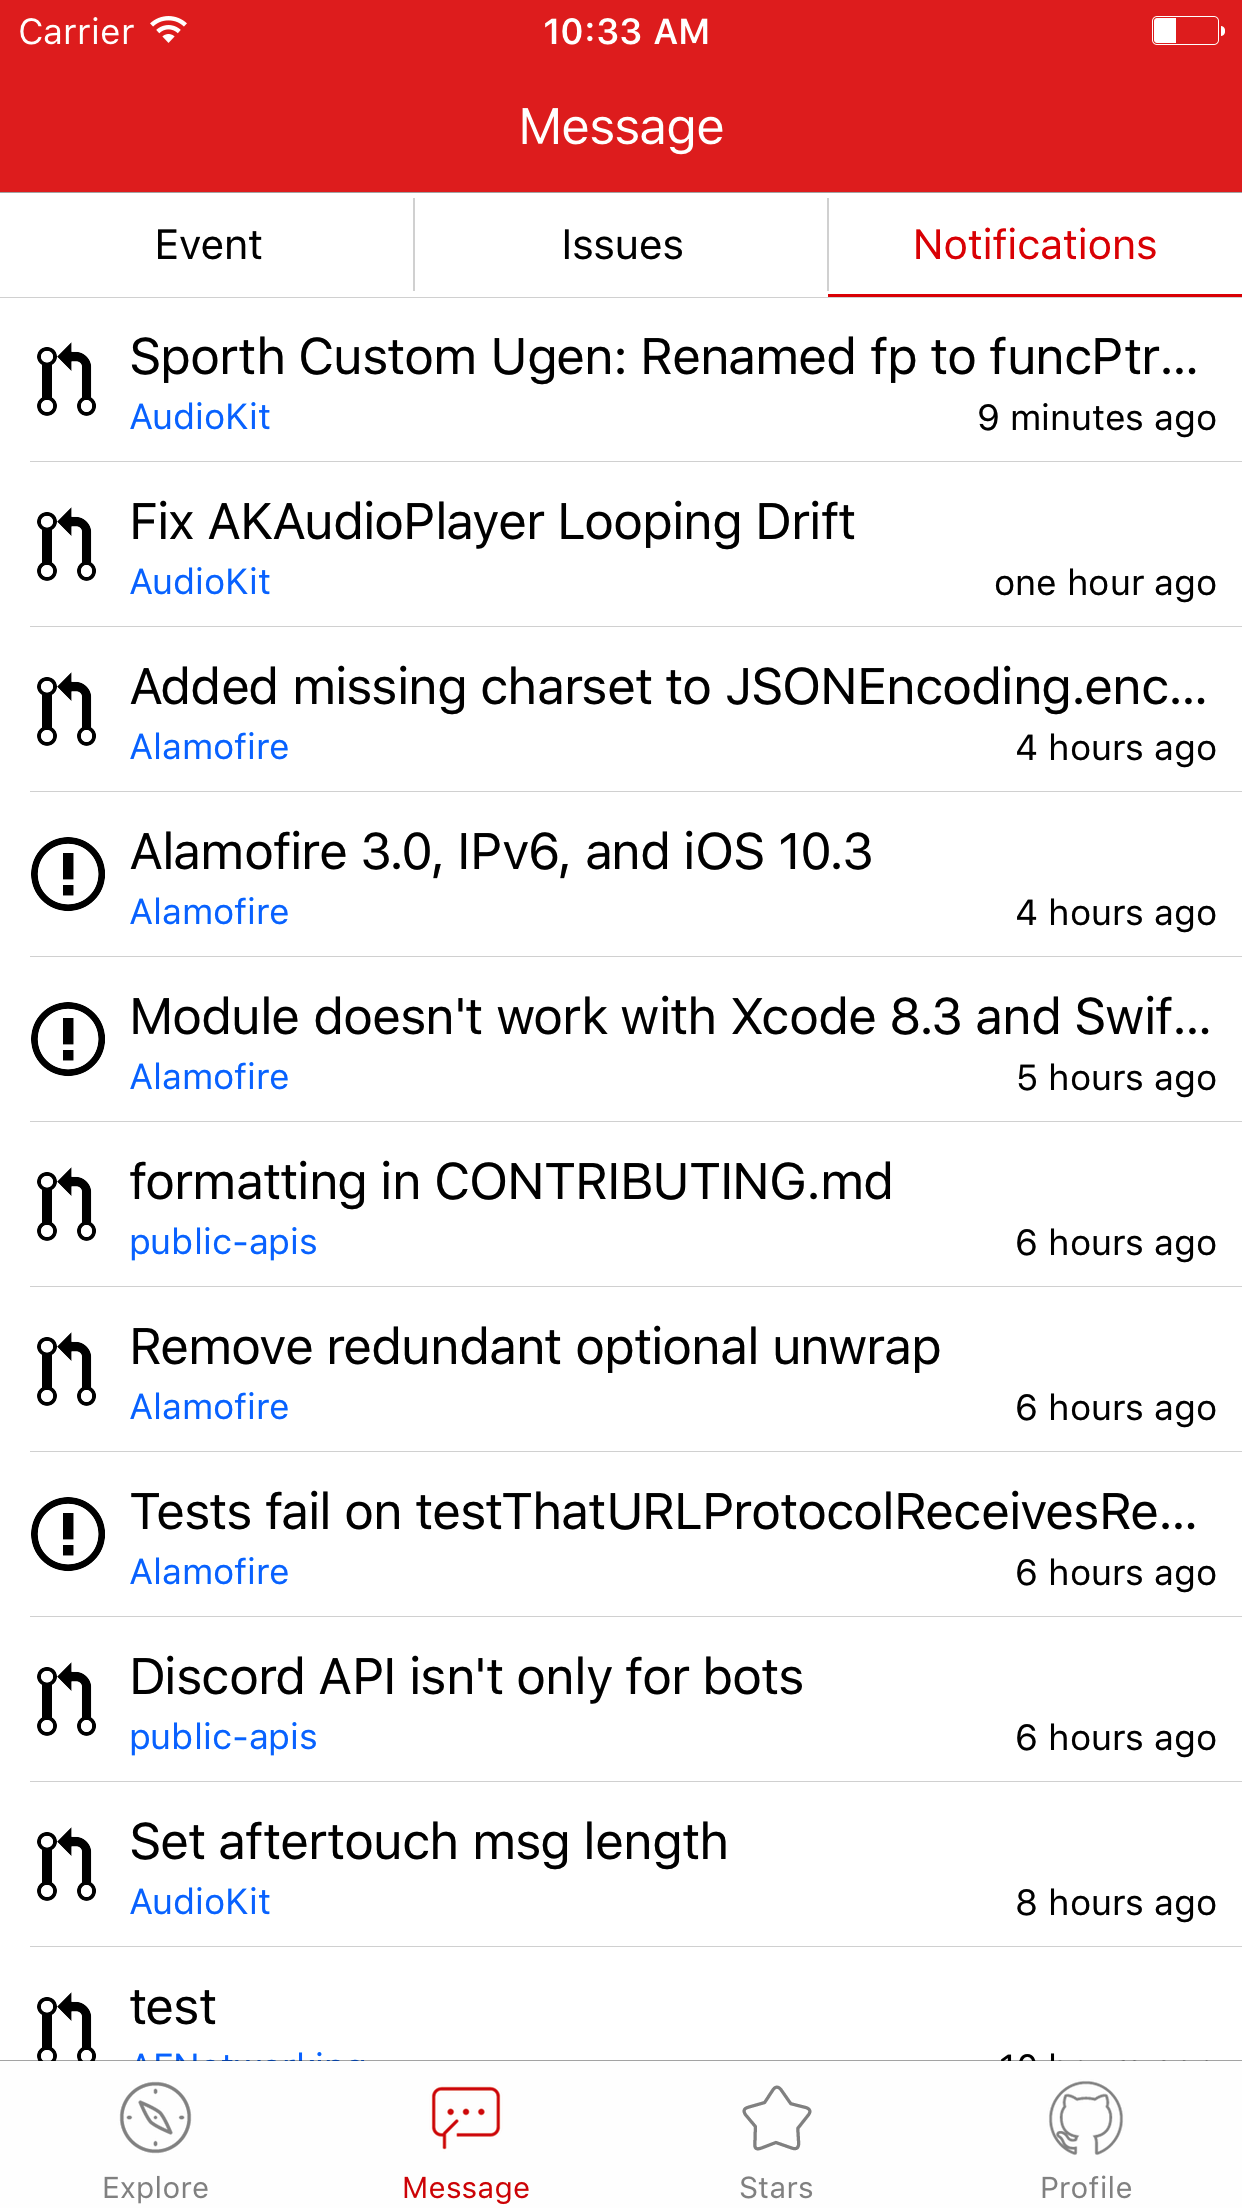 Carrier 10:33 AM
Message
Event Issues Notifications
Sporth Custom Ugen: Renamed fp to funcPtr...
AudioKit 9 minutes ago
Fix AKAudioPlayer Looping Drift
AudioKit one hour ago
Added missing charset to JSONEncoding.enc...
Alamofire 4 hours ago
Alamofire 3.0, IPv6, and iOS 10.3
Alamofire 4 hours ago
Module doesn't work with Xcode 8.3 and Swif...
Alamofire 5 hours ago
formatting in CONTRIBUTING.md
public-apis 6 hours ago
Remove redundant optional unwrap
Alamofire 6 hours ago
Tests fail on testThatURLProtocolReceivesRe...
Alamofire 6 hours ago
Discord API isn't only for bots
public-apis 6 hours ago
Set aftertouch msg length
AudioKit 8 hours ago
test
Explore Message Stars Profile